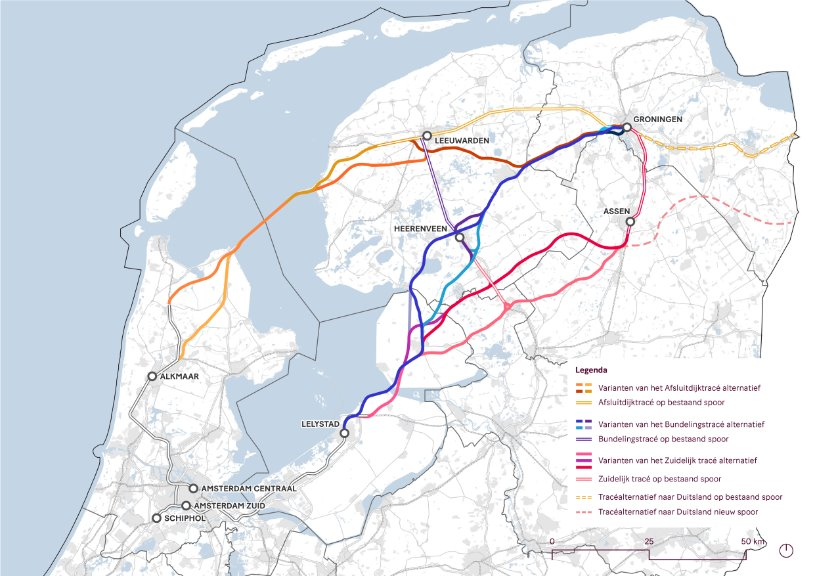 GRONINGEN
LEEUWARDEN
ASSEN
HEERENVEEN
ALKMAAR
LELYSTAD
AMSTERDAM CENTRAAL
AMSTERDAM ZUID
SCHIPHOL
Legenda
Varianten van het Afsluitdijktracé alternatief
Afsluitdijktracé op bestaand spoor
Varianten van het Bundelingstracé alternatief
Bundelingstracé op bestaand spoor
Varianten van het Zuidelijk tracé alternatief
Zuidelijk tracé op bestaand spoor
Tracéalternatief naar Duitsland op bestaand spoor
Tracéalternatief naar Duitsland nieuw spoor
0 25 50 km